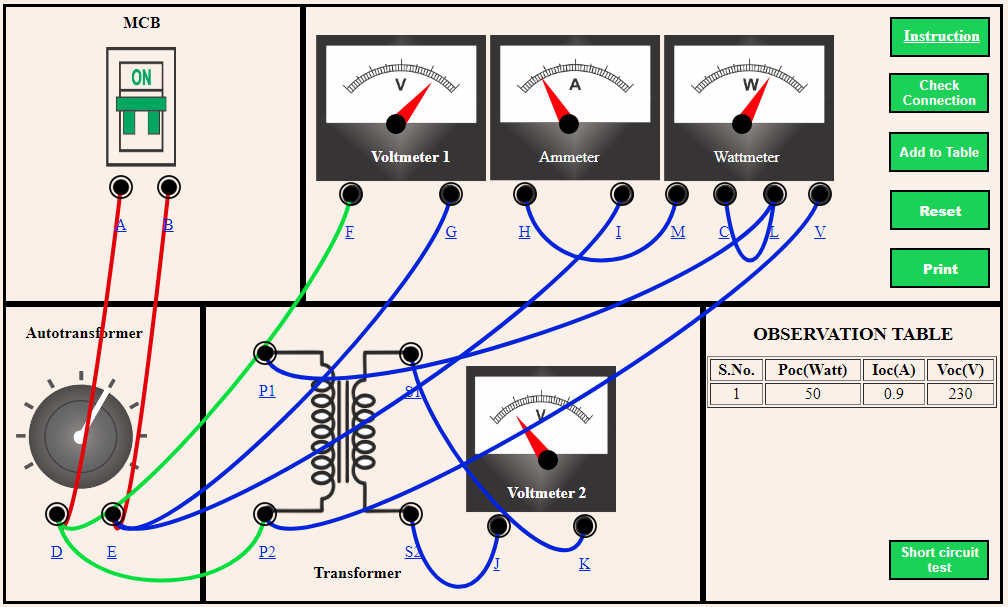 MCB
ON
A
B
V
Voltmeter 1
A
Ammeter
W
Wattmeter
F
G
H
I
M
C
L
V
Instruction
Check
Connection
Add to Table
Reset
Print
Autotransformer
D
E
P1
S1
P2
S2
Transformer
V
Voltmeter 2
J
K
OBSERVATION TABLE
S.No. Poc(Watt) Ioc(A) Voc(V)
1 50 0.9 230
Short circuit
test